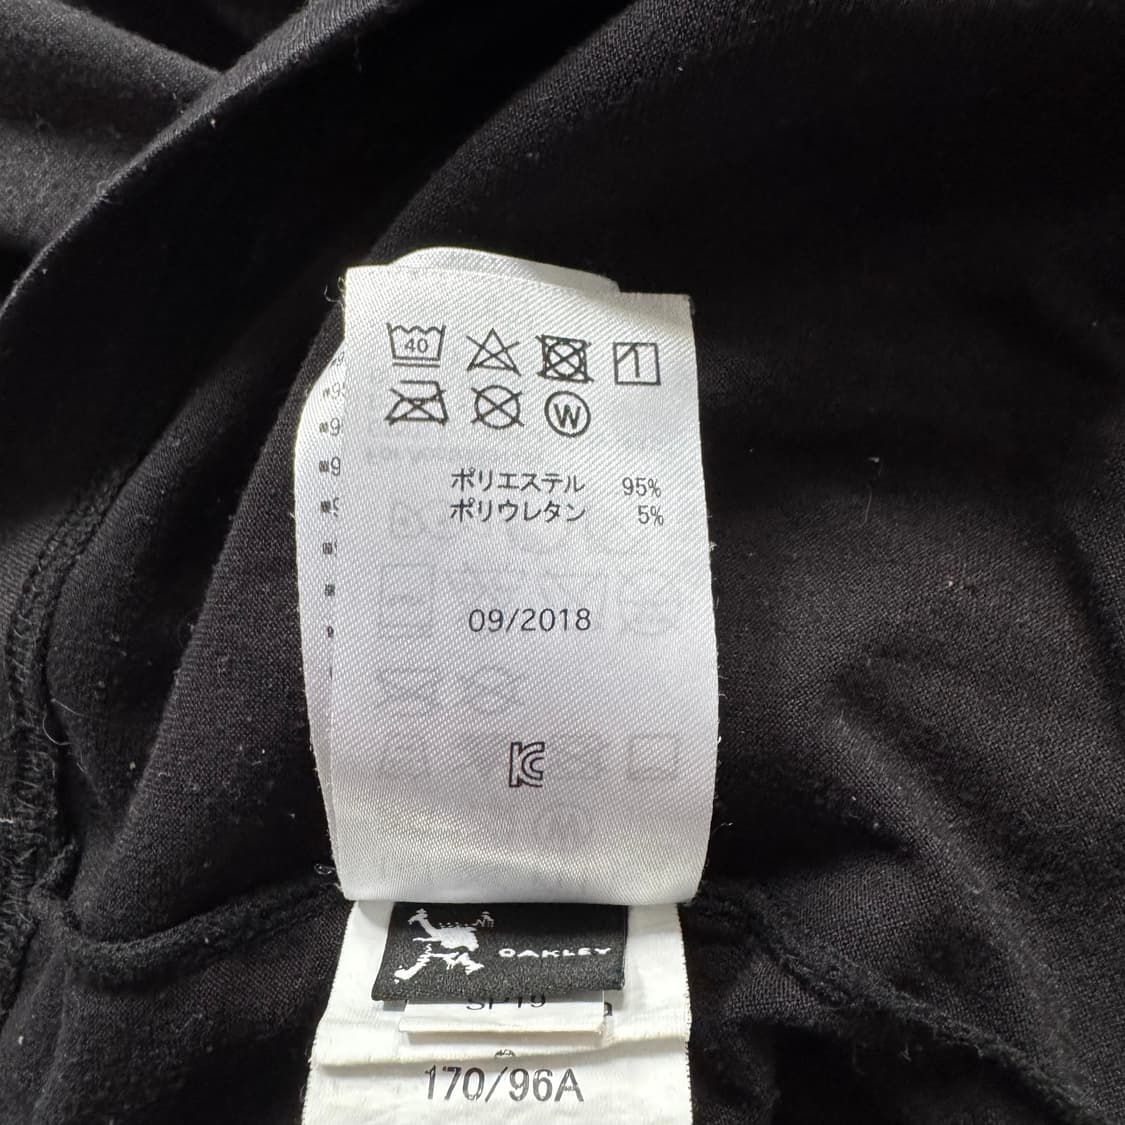 40
W
ポリエステル 95%
ポリウレタン 5%
09/2018
OAKLEY
SP19
170/96A